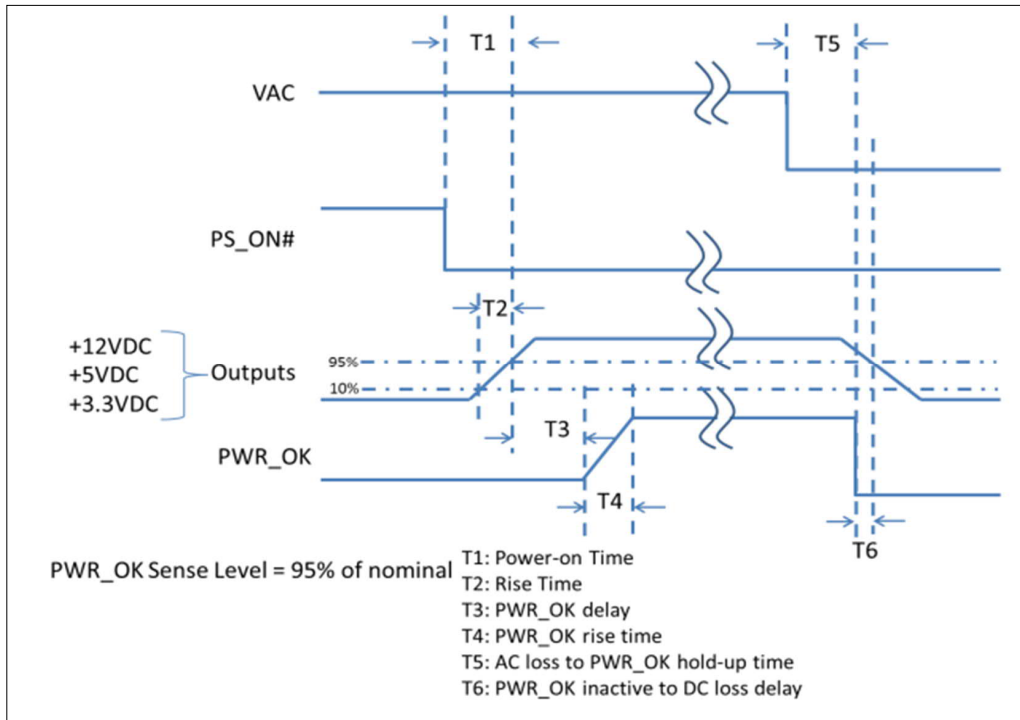 T1
T5
VAC
PS_ON#
T2
+12VDC
+5VDC
+3.3VDC
Outputs
95%
10%
T3
PWR_OK
T4
T6
PWR_OK Sense Level = 95% of nominal
T1: Power-on Time
T2: Rise Time
T3: PWR_OK delay
T4: PWR_OK rise time
T5: AC loss to PWR_OK hold-up time
T6: PWR_OK inactive to DC loss delay